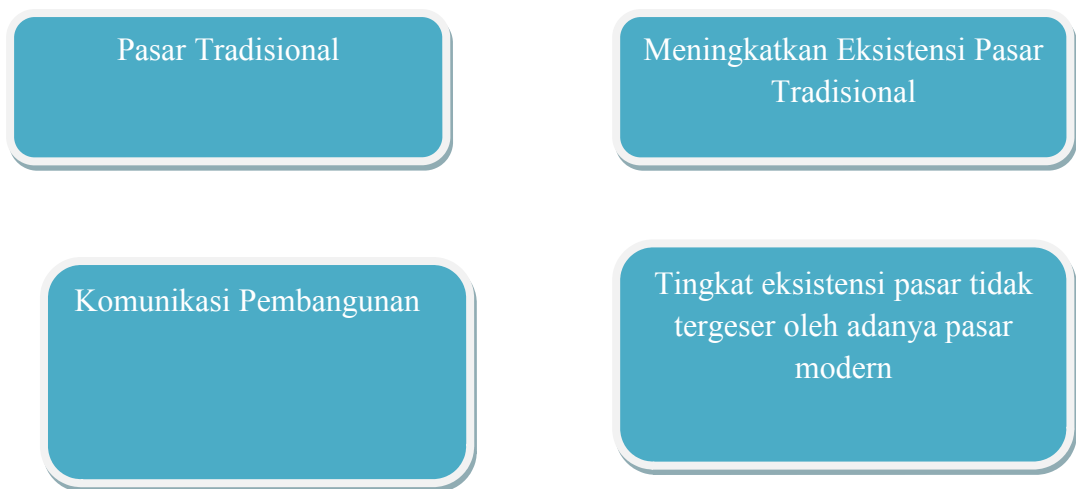 Pasar Tradisional
Meningkatkan Eksistensi Pasar
Tradisional
Komunikasi Pembangunan
Tingkat eksistensi pasar tidak
tergeser oleh adanya pasar
modern